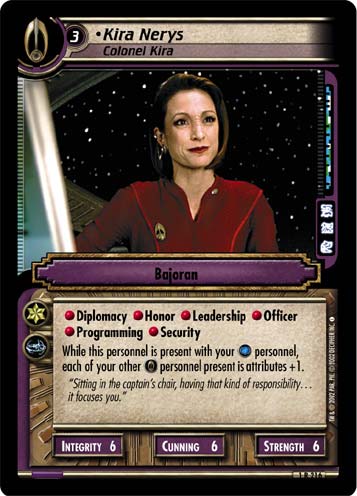 3
•Kira Nerys
Colonel Kira
Bajoran
Diplomacy Honor Leadership Officer
Programming Security
While this personnel is present with your personnel,
each of your other personnel present is attributes +1.
"Sitting in the captain's chair, having that kind of responsibility...
it focuses you."
INTEGRITY 6 CUNNING 6 STRENGTH 6
1 R 216